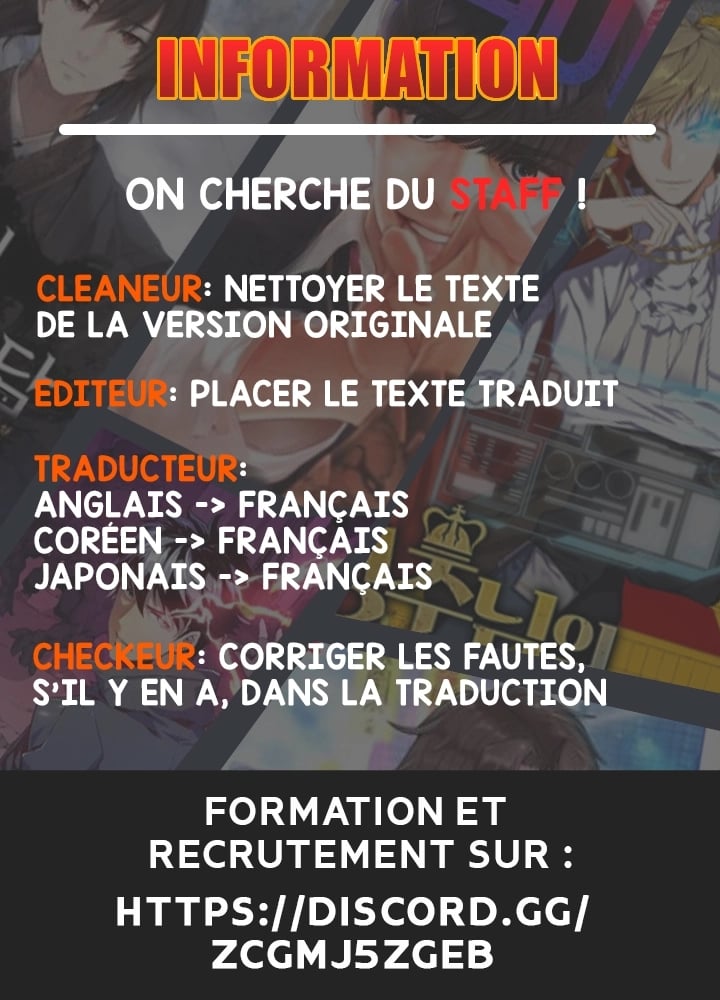 INFORMATION
ON CHERCHE DU STAFF !
CLEANEUR: NETTOYER LE TEXTE
DE LA VERSION ORIGINALE
EDITEUR: PLACER LE TEXTE TRADUIT
TRADUCTEUR:
ANGLAIS -> FRANÇAIS
CORÉEN -> FRANÇAIS
JAPONAIS -> FRANÇAIS
CHECKEUR: CORRIGER LES FAUTES,
S'IL Y EN A, DANS LA TRADUCTION
FORMATION ET
RECRUTEMENT SUR :
HTTPS://DISCORD.GG/
ZCGMJ5ZGEB